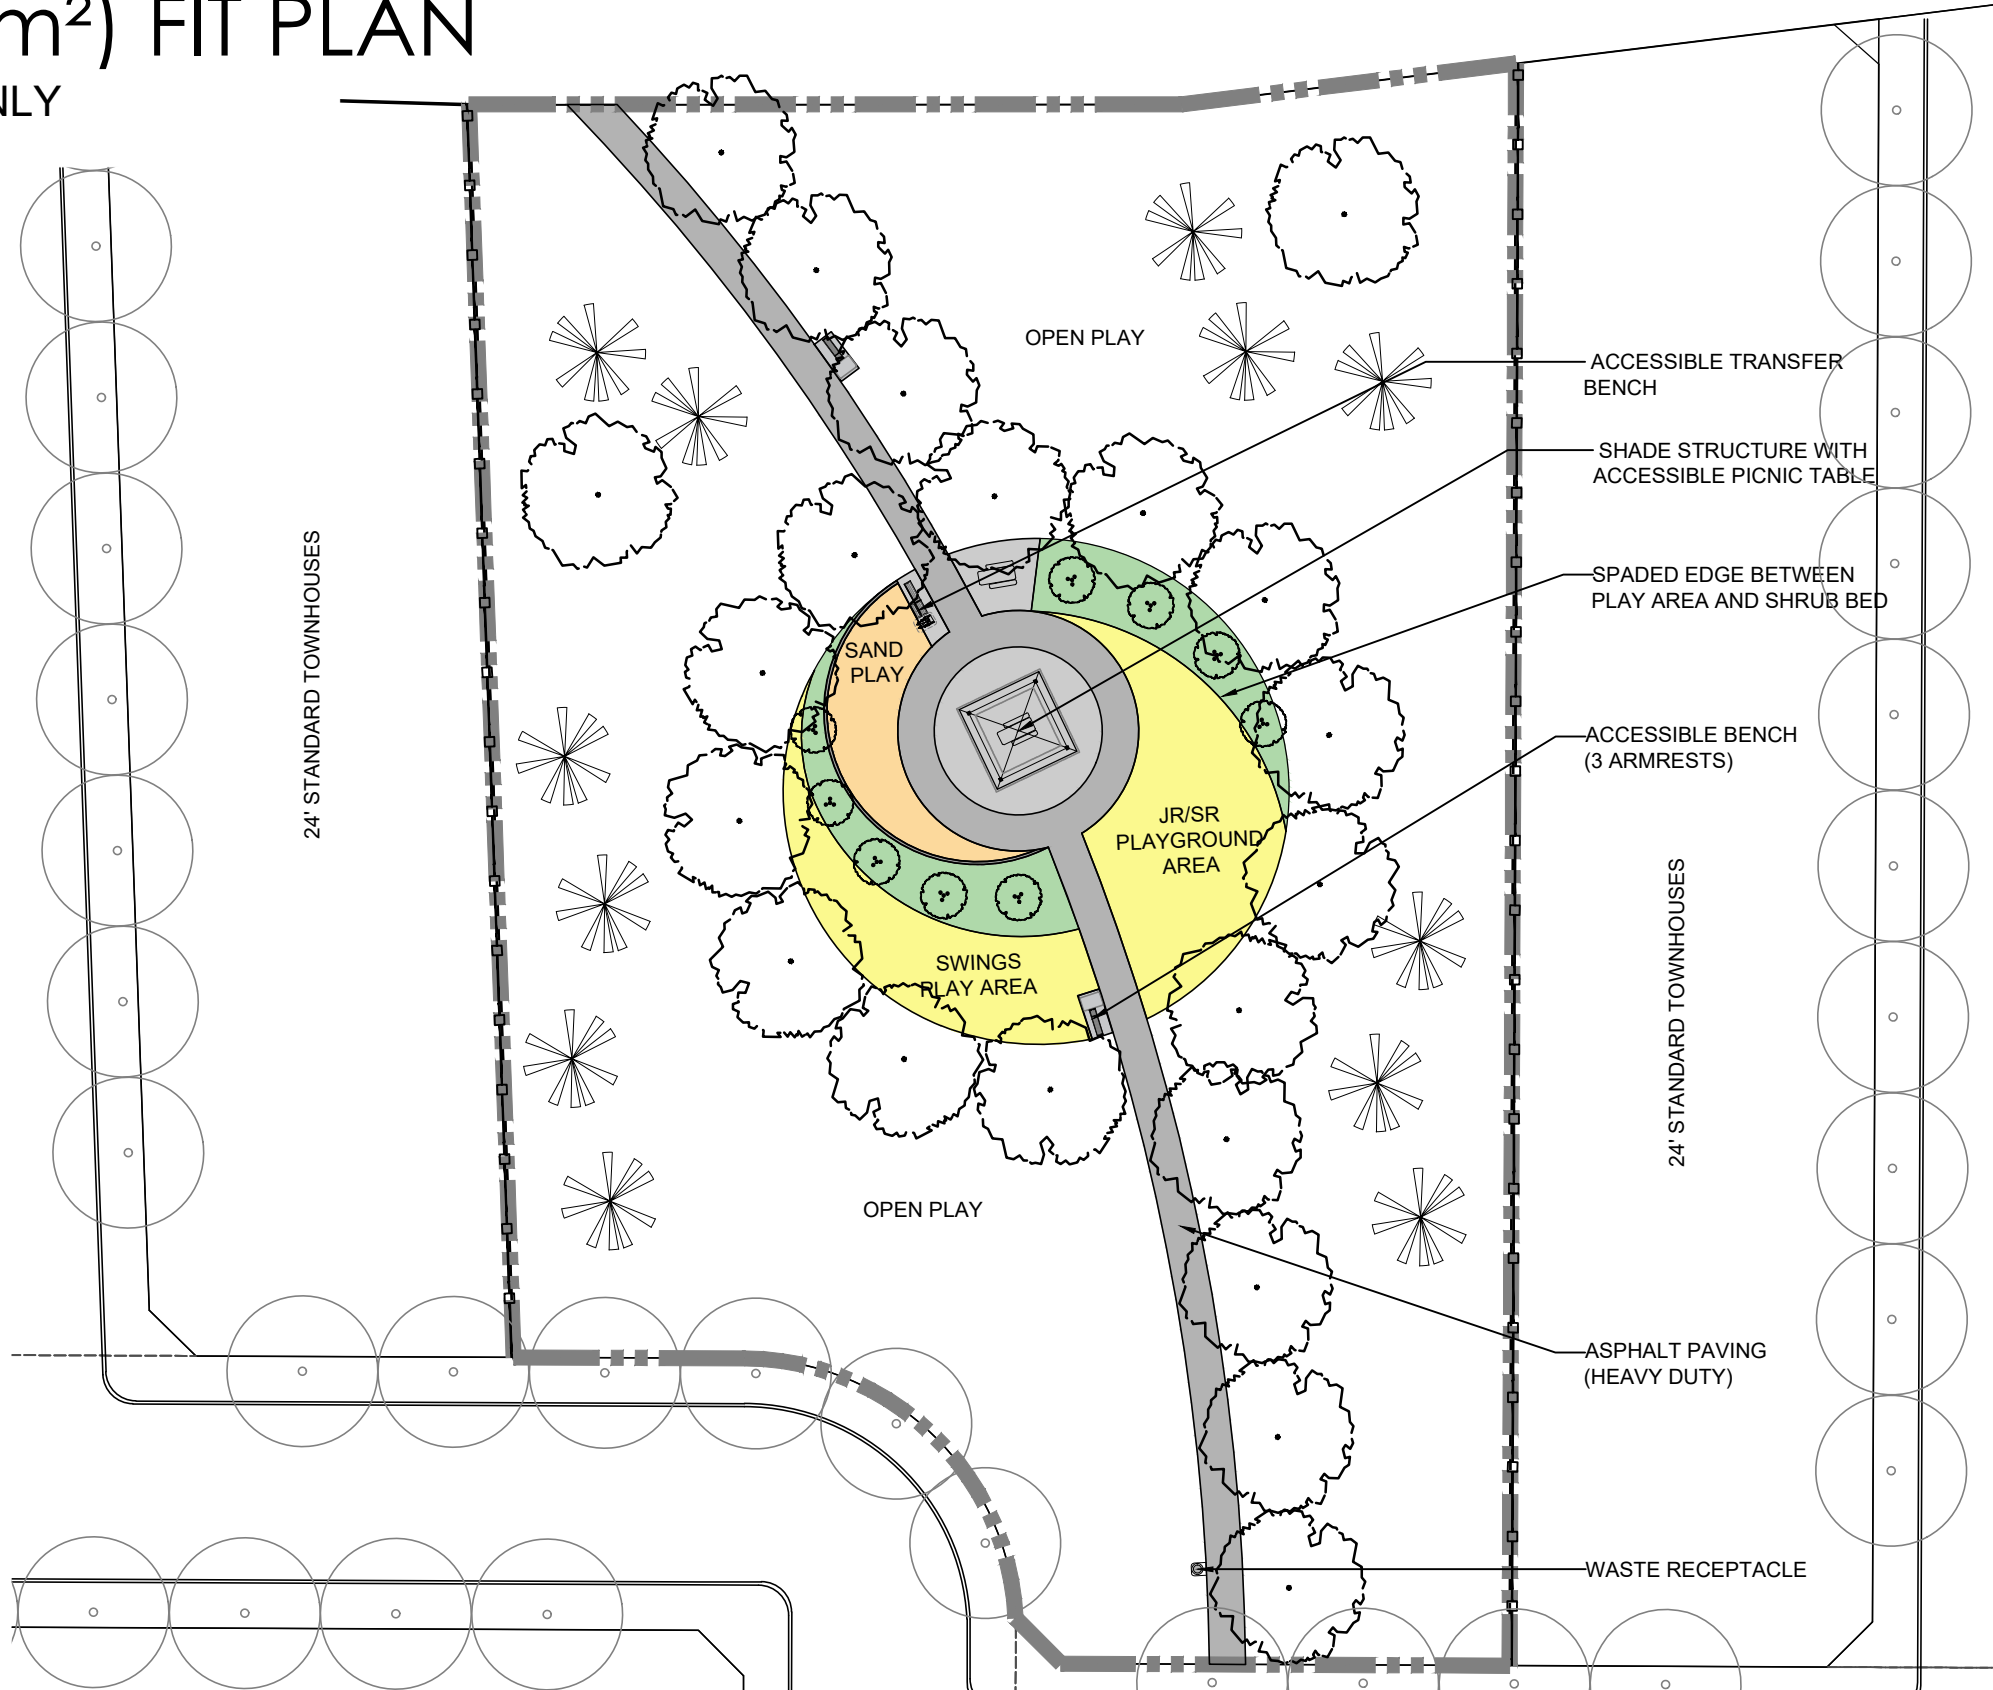 m²) FIT PLAN
NLY
OPEN PLAY
ACCESSIBLE TRANSFER
BENCH
SHADE STRUCTURE WITH
ACCESSIBLE PICNIC TABLE
SPADED EDGE BETWEEN
PLAY AREA AND SHRUB BED
24' STANDARD TOWNHOUSES
SAND
PLAY
ACCESSIBLE BENCH
(3 ARMRESTS)
JR/SR
PLAYGROUND
AREA
24' STANDARD TOWNHOUSES
SWINGS
PLAY AREA
OPEN PLAY
ASPHALT PAVING
(HEAVY DUTY)
WASTE RECEPTACLE